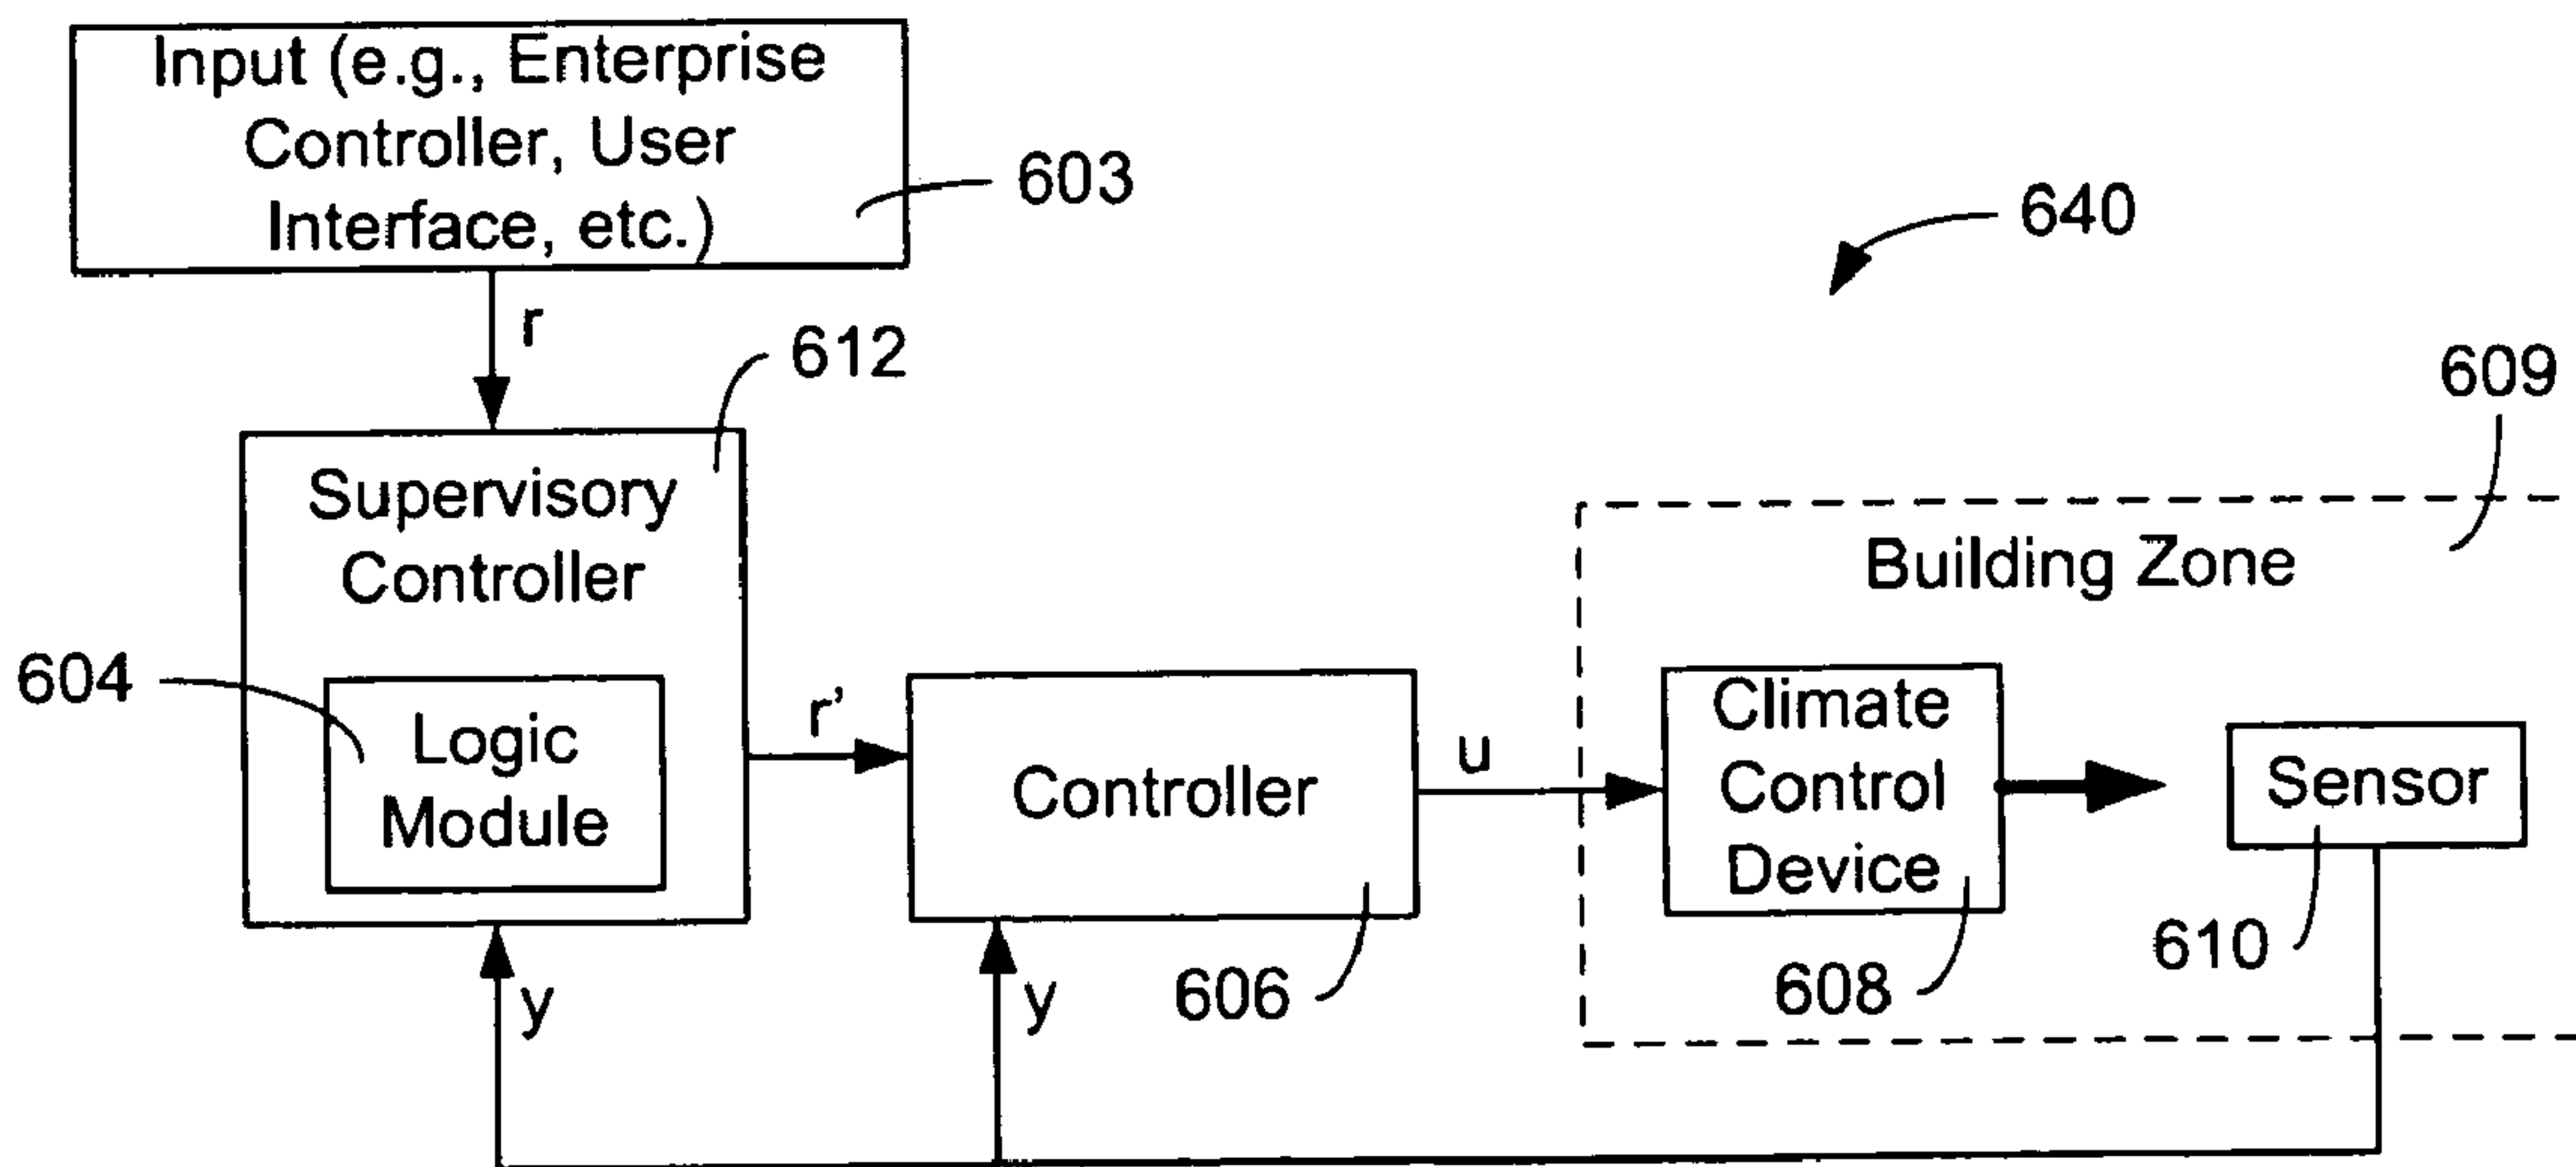 Input (e.g., Enterprise
Controller, User
Interface, etc.)
603
640
r
612
609
Supervisory
Controller
Building Zone
604
Logic
Module
r'
Controller
u
Climate
Control
Device
Sensor
y
y
606
608
610